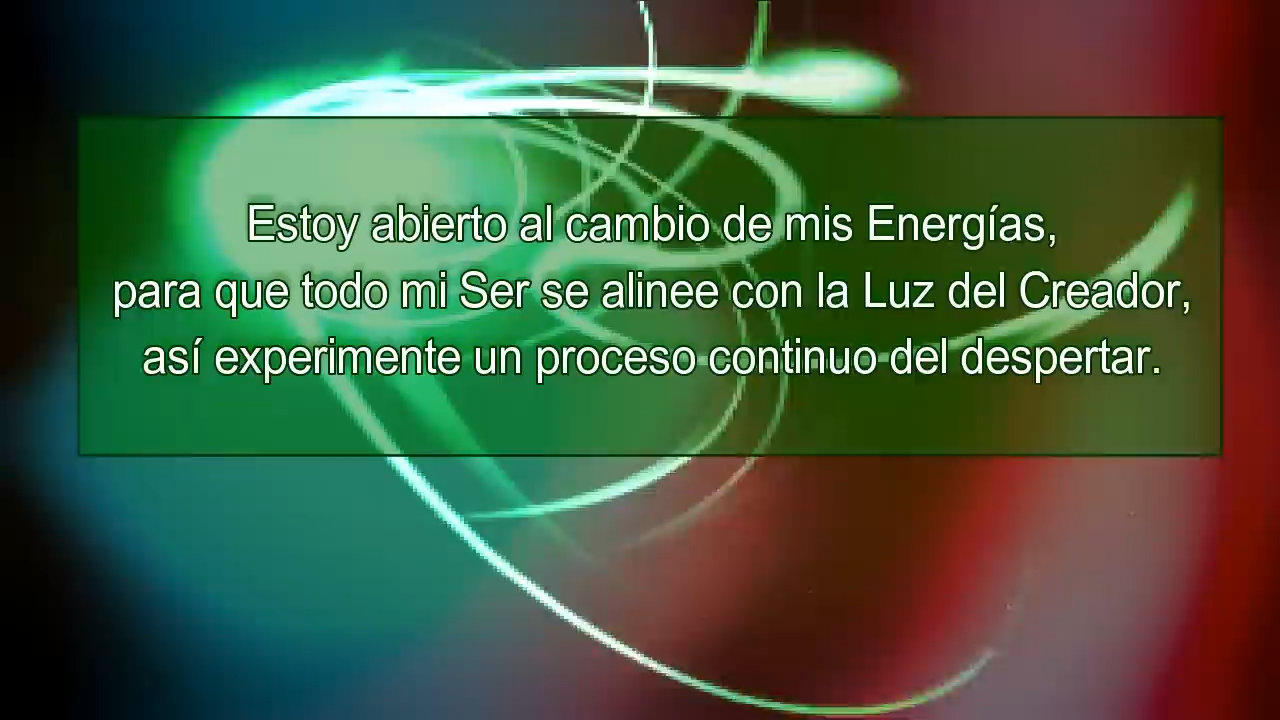 Estoy abierto al cambio de mis Energías,
para que todo mi Ser se alinee con la Luz del Creador,
así experimente un proceso continuo del despertar.